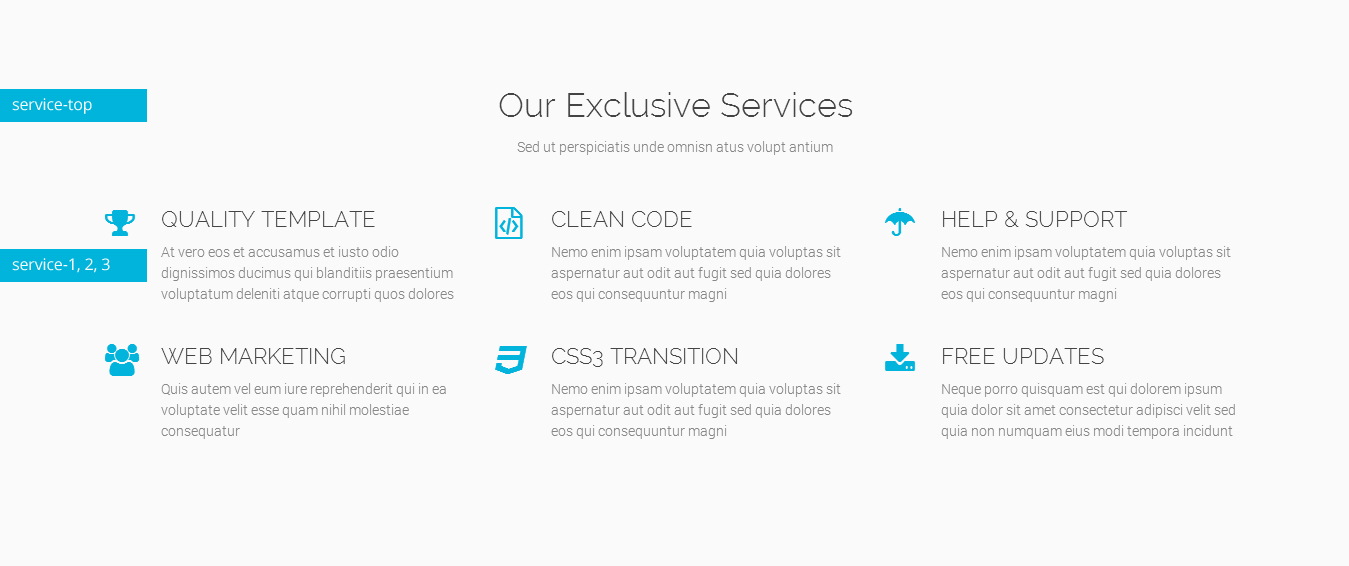 service-top
Our Exclusive Services
Sed ut perspiciatis unde omnisn atus volupt antium
service-1, 2, 3
QUALITY TEMPLATE
At vero eos et accusamus et iusto odio
dignissimos ducimus qui blanditiis praesentium
voluptatum deleniti atque corrupti quos dolores
CLEAN CODE
Nemo enim ipsam voluptatem quia voluptas sit
aspernatur aut odit aut fugit sed quia dolores
eos qui consequuntur magni
HELP & SUPPORT
Nemo enim ipsam voluptatem quia voluptas sit
aspernatur aut odit aut fugit sed quia dolores
eos qui consequuntur magni
WEB MARKETING
Quis autem vel eum iure reprehenderit qui in ea
voluptate velit esse quam nihil molestiae
consequatur
CSS3 TRANSITION
Nemo enim ipsam voluptatem quia voluptas sit
aspernatur aut odit aut fugit sed quia dolores
eos qui consequuntur magni
FREE UPDATES
Neque porro quisquam est qui dolorem ipsum
quia dolor sit amet consectetur adipisci velit sed
quia non numquam eius modi tempora incidunt